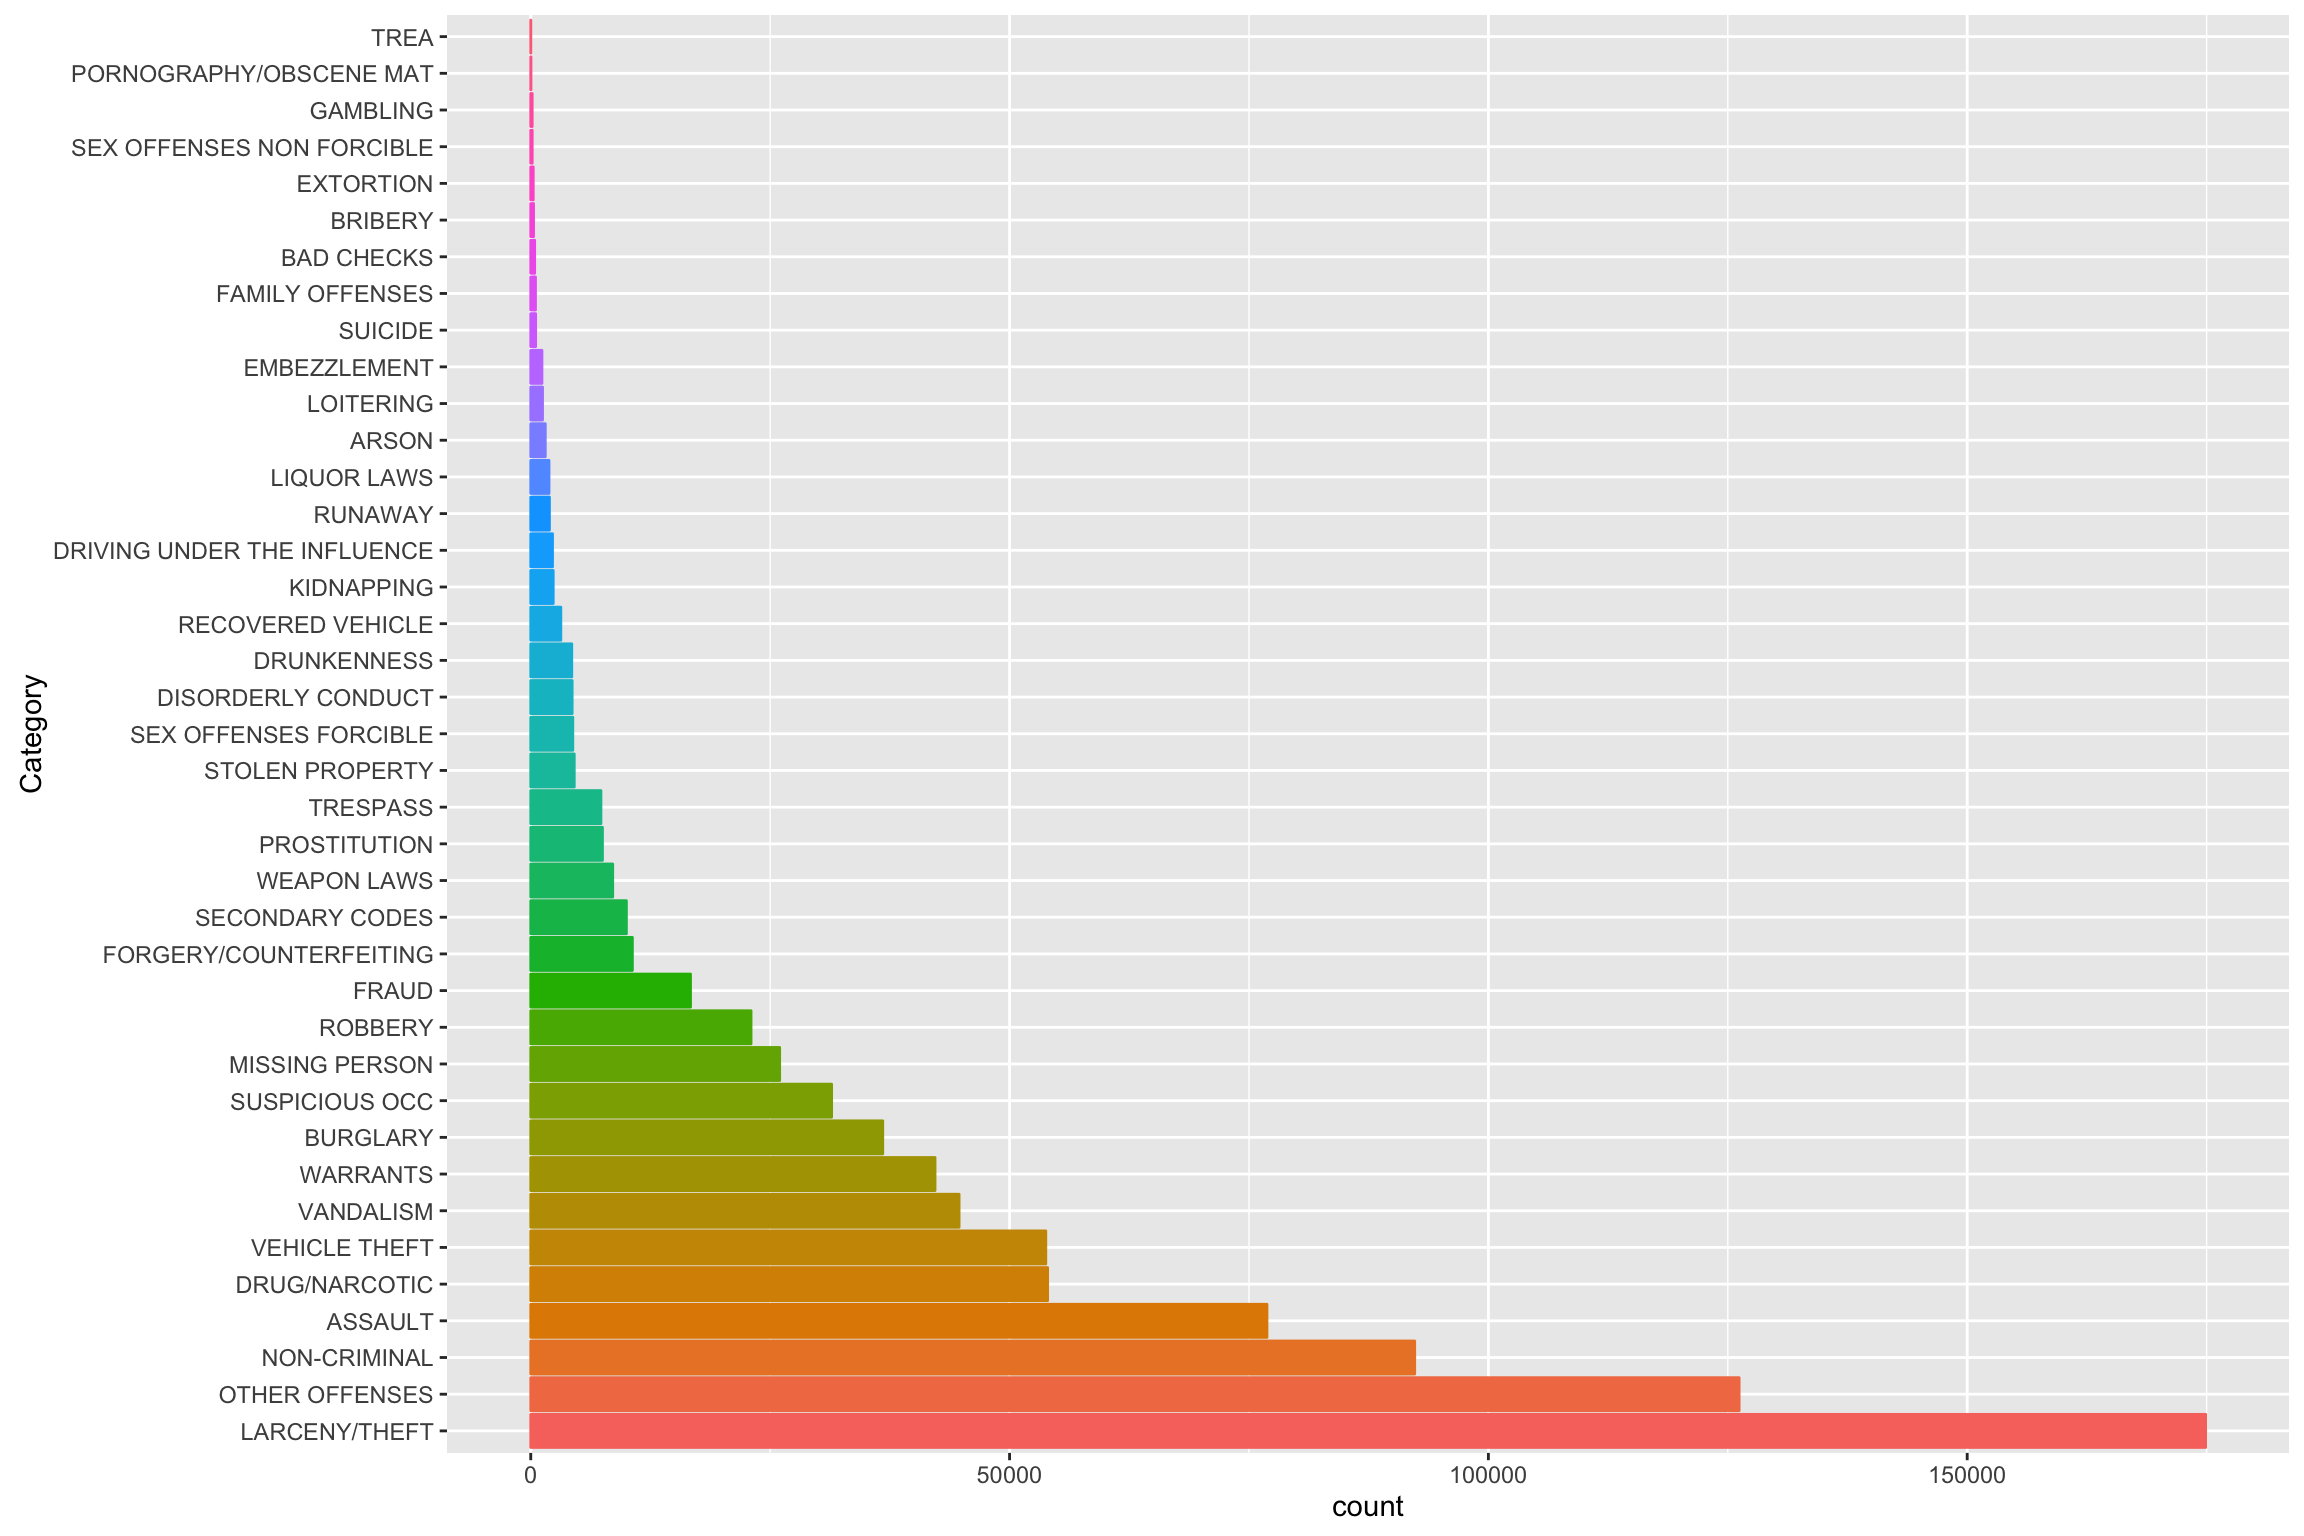 TREA
PORNOGRAPHY/OBSCENE MAT
GAMBLING
SEX OFFENSES NON FORCIBLE
EXTORTION
BRIBERY
BAD CHECKS
FAMILY OFFENSES
SUICIDE
EMBEZZLEMENT
LOITERING
ARSON
LIQUOR LAWS
RUNAWAY
DRIVING UNDER THE INFLUENCE
KIDNAPPING
RECOVERED VEHICLE
DRUNKENNESS
DISORDERLY CONDUCT
SEX OFFENSES FORCIBLE
STOLEN PROPERTY
TRESPASS
PROSTITUTION
WEAPON LAWS
SECONDARY CODES
FORGERY/COUNTERFEITING
FRAUD
ROBBERY
MISSING PERSON
SUSPICIOUS OCC
BURGLARY
WARRANTS
VANDALISM
VEHICLE THEFT
DRUG/NARCOTIC
ASSAULT
NON-CRIMINAL
OTHER OFFENSES
LARCENY/THEFT
Category
0 50000 100000 150000
count